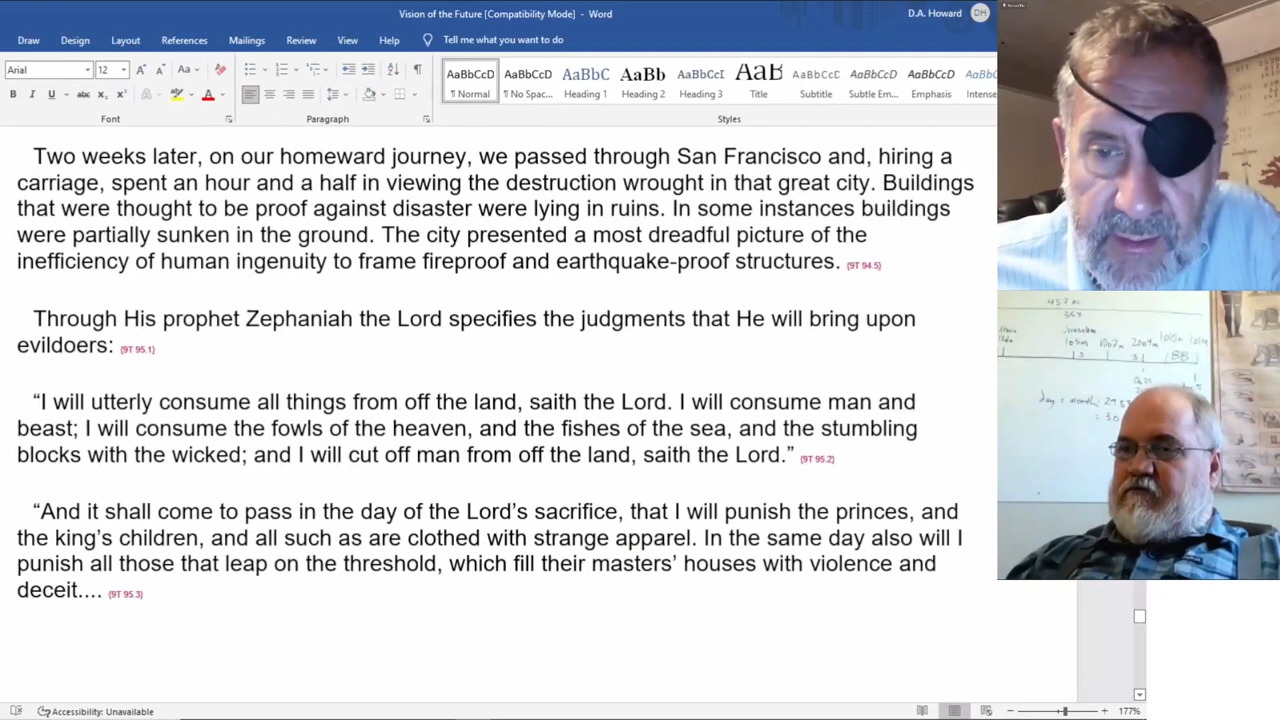 Vision of the Future [Compatibility Mode] - Word
D.A. Howard
DH
Draw Design Layout References Mailings Review View Help Tell me what you want to do
Arial 12 Aa
AaBbCcD AaBbCcD AaBbC AaBb AaBbCcI AaB AaBbCcD AaBbCcD AaBbCcD AaBb
B I U abc x₂ x² A A
¶ Normal ¶ No Spac... Heading 1 Heading 2 Heading 3 Title Subtitle Subtle Em... Emphasis Intense
Font Paragraph Styles
Two weeks later, on our homeward journey, we passed through San Francisco and, hiring a
carriage, spent an hour and a half in viewing the destruction wrought in that great city. Buildings
that were thought to be proof against disaster were lying in ruins. In some instances buildings
were partially sunken in the ground. The city presented a most dreadful picture of the
inefficiency of human ingenuity to frame fireproof and earthquake-proof structures. {9T 94.5}
Through His prophet Zephaniah the Lord specifies the judgments that He will bring upon
evildoers: {9T 95.1}
“I will utterly consume all things from off the land, saith the Lord. I will consume man and
beast; I will consume the fowls of the heaven, and the fishes of the sea, and the stumbling
blocks with the wicked; and I will cut off man from off the land, saith the Lord.” {9T 95.2}
“And it shall come to pass in the day of the Lord’s sacrifice, that I will punish the princes, and
the king’s children, and all such as are clothed with strange apparel. In the same day also will I
punish all those that leap on the threshold, which fill their masters’ houses with violence and
deceit.... {9T 95.3}
Accessibility: Unavailable
177%
457 BC
Jerusalem
88
day = month